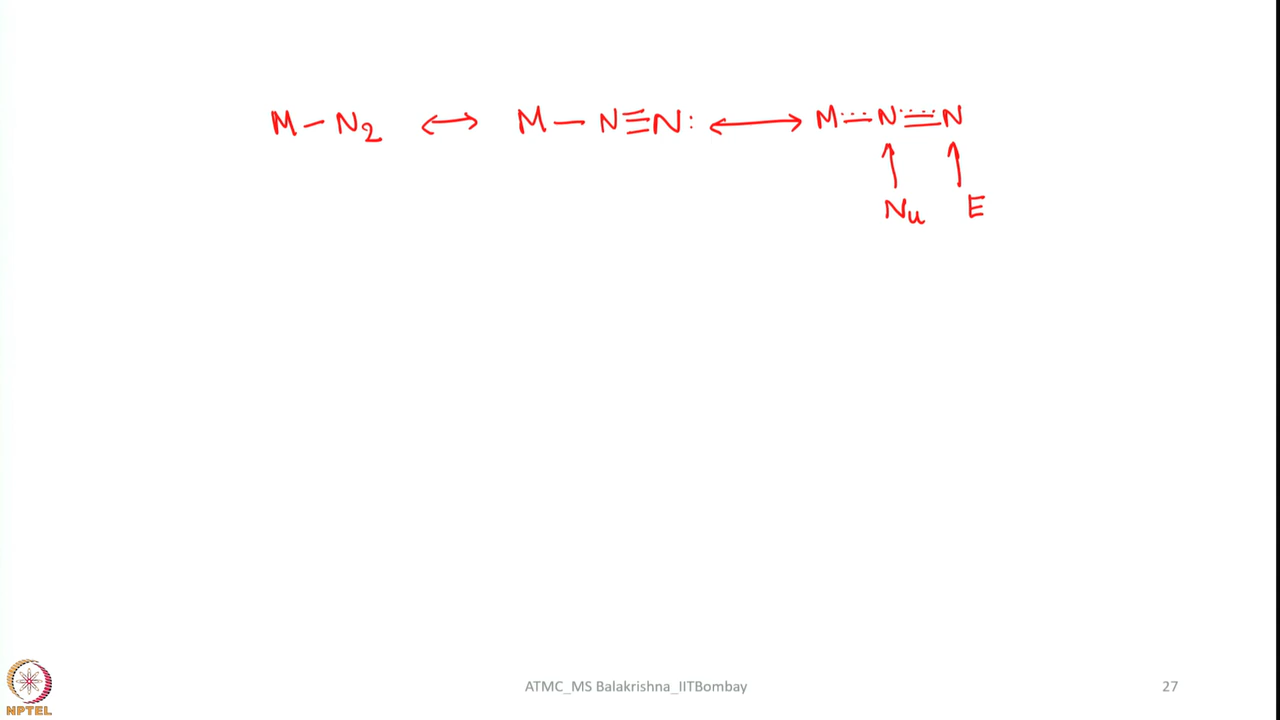 M – N₂ ⟷ M — N≡N: ⟷ M⋯N⋯N
Nu E
ATMC_MS Balakrishna_IITBombay 27
NPTEL